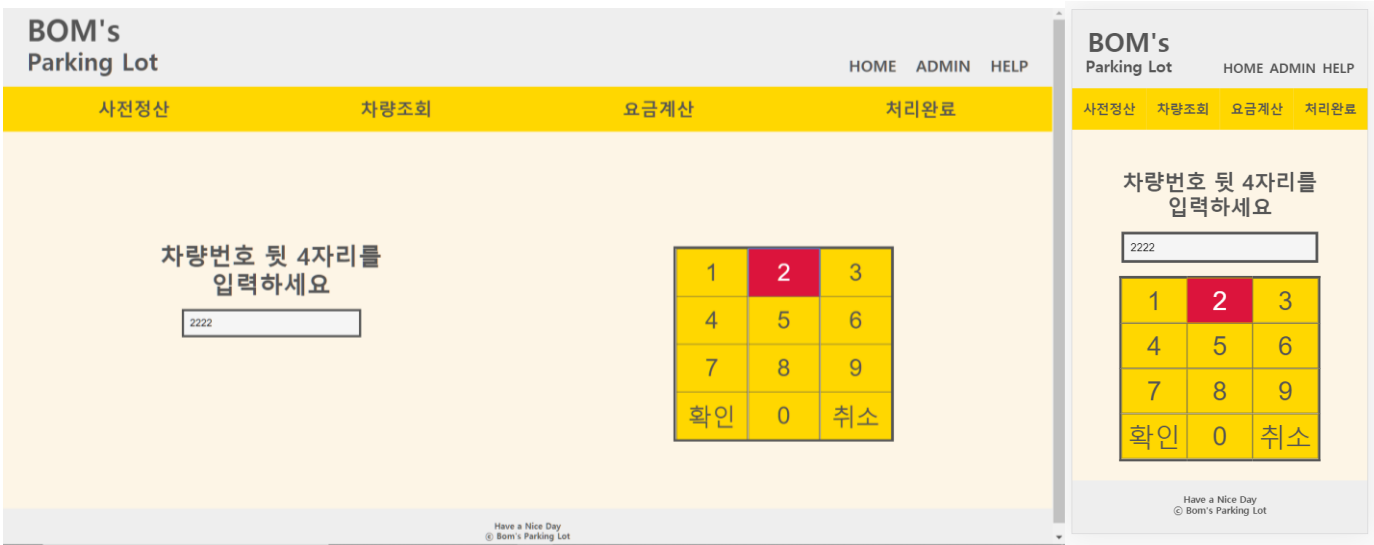 BOM's
Parking Lot
HOME ADMIN HELP
사전정산 차량조회 요금계산 처리완료
차량번호 뒷 4자리를
입력하세요
2222
1 2 3
4 5 6
7 8 9
확인 0 취소
Have a Nice Day
ⓒ Bom's Parking Lot
BOM's
Parking Lot
HOME ADMIN HELP
사전정산 차량조회 요금계산 처리완료
차량번호 뒷 4자리를
입력하세요
2222
1 2 3
4 5 6
7 8 9
확인 0 취소
Have a Nice Day
ⓒ Bom's Parking Lot